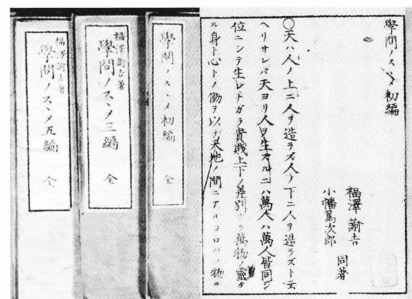 學問ノスヽメ 初編
福澤諭吉
小幡篤次郎
同著
○天ハ人ノ上ニ人ヲ造ラズ人ノ下ニ人ヲ造ラズト云
ヘリサレバ天ヨリ人ヲ生ズルニハ萬人ハ萬人皆同ジ
位ニシテ生レナガラ貴賤上下ノ差別ナク萬物ノ靈タ
ル身ト心トノ働ヲ以テ天地ノ間ニアルヨロヅノ物ヲ
學問ノスヽメ初編 全
福澤諭吉著
學問ノスヽメ三編 全
福澤諭吉著
學問ノスヽメ五編 全